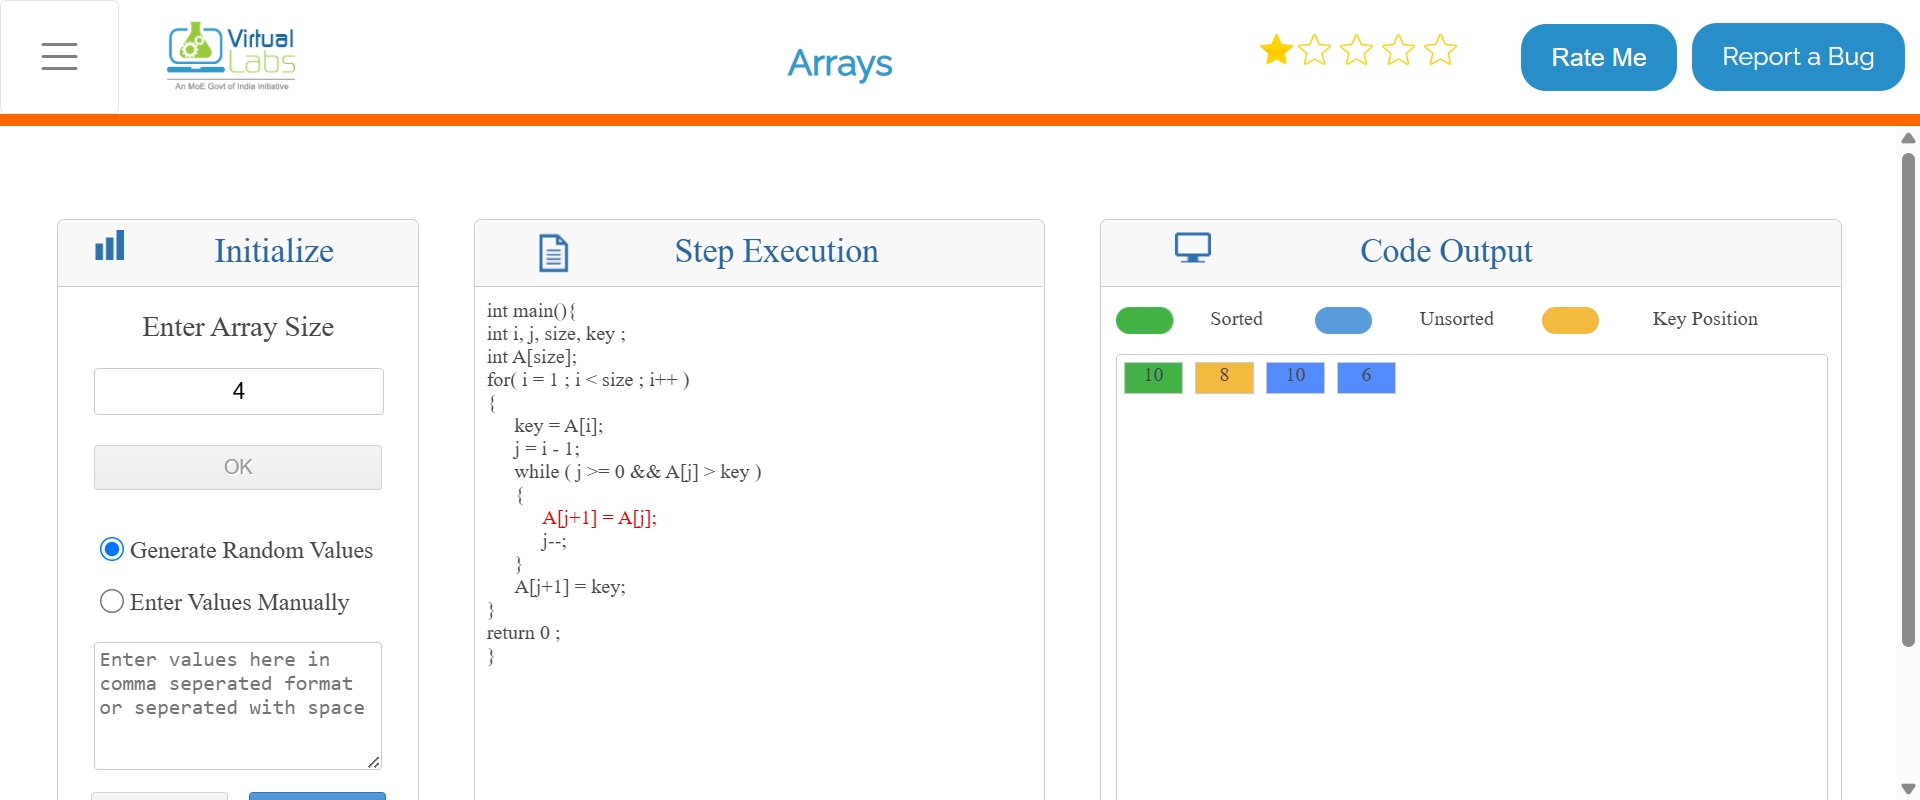 Virtual
Labs
An MoE Govt of India Initiative
Arrays
Rate Me
Report a Bug
Initialize
Enter Array Size
4
OK
Generate Random Values
Enter Values Manually
Enter values here in
comma seperated format
or seperated with space
Step Execution
int main(){
int i, j, size, key ;
int A[size];
for( i = 1 ; i < size ; i++ )
{
key = A[i];
j = i - 1;
while ( j >= 0 && A[j] > key )
{
A[j+1] = A[j];
j--;
}
A[j+1] = key;
}
return 0 ;
}
Code Output
Sorted Unsorted Key Position
10 8 10 6